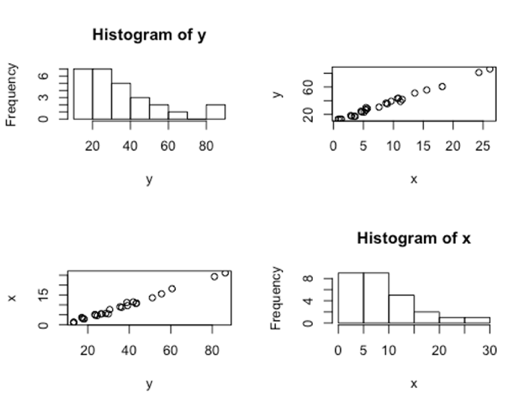 Histogram of y
Frequency
0 3 6
20 40 60 80
y
y
20 60
0 5 10 15 20 25
x
x
0 15
20 40 60 80
y
Histogram of x
Frequency
0 4 8
0 5 10 20 30
x